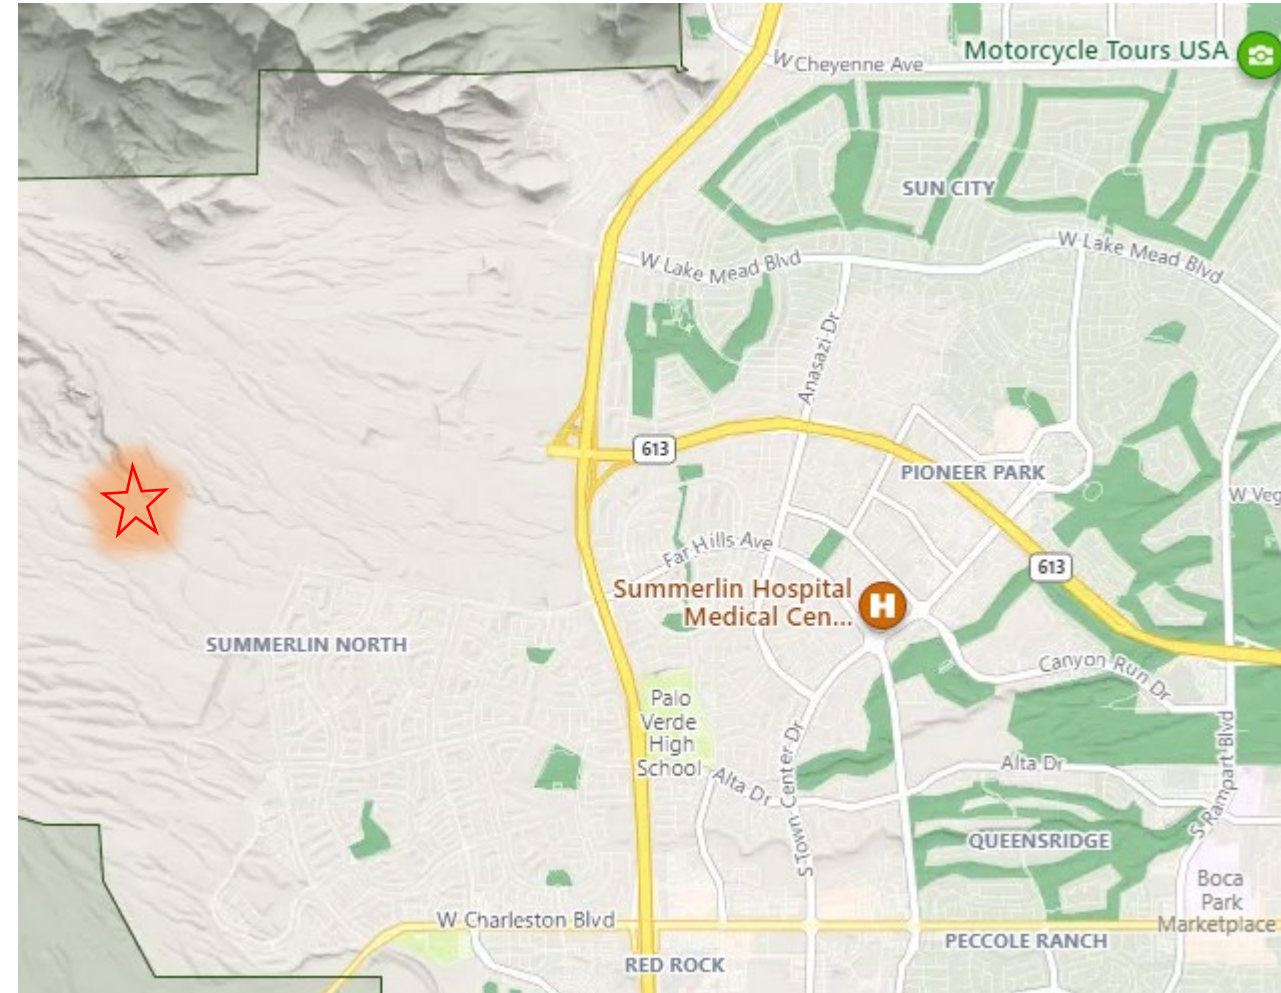 W Cheyenne Ave
Motorcycle Tours USA
SUN CITY
W Lake Mead Blvd
W Lake Mead Blvd
Anasazi Dr
613
PIONEER PARK
W Veg
Far Hills Ave
613
Summerlin Hospital
Medical Cen...
H
SUMMERLIN NORTH
Canyon Run Dr
Palo
Verde
High
School
Alta Dr
S Town Center Dr
Alta Dr
S Rampart Blvd
QUEENSRIDGE
Boca
Park
Marketplace
W Charleston Blvd
PECCOLE RANCH
RED ROCK